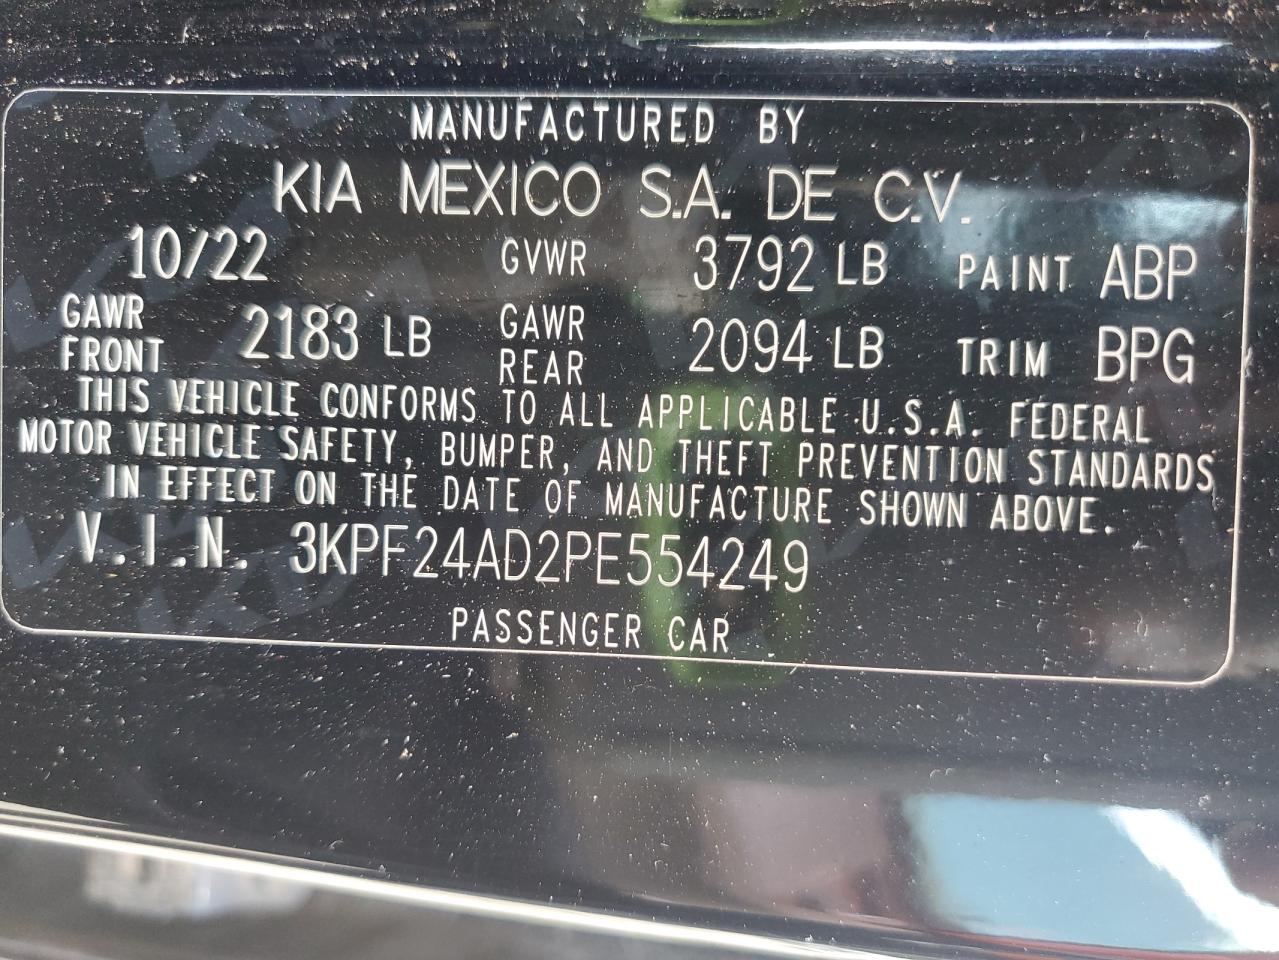 MANUFACTURED BY
KIA MEXICO S.A. DE C.V.
10/22 GVWR 3792 LB PAINT ABP
GAWR FRONT 2183 LB GAWR REAR 2094 LB TRIM BPG
THIS VEHICLE CONFORMS TO ALL APPLICABLE U.S.A. FEDERAL
MOTOR VEHICLE SAFETY, BUMPER, AND THEFT PREVENTION STANDARDS
IN EFFECT ON THE DATE OF MANUFACTURE SHOWN ABOVE.
V.I.N. 3KPF24AD2PE554249
PASSENGER CAR